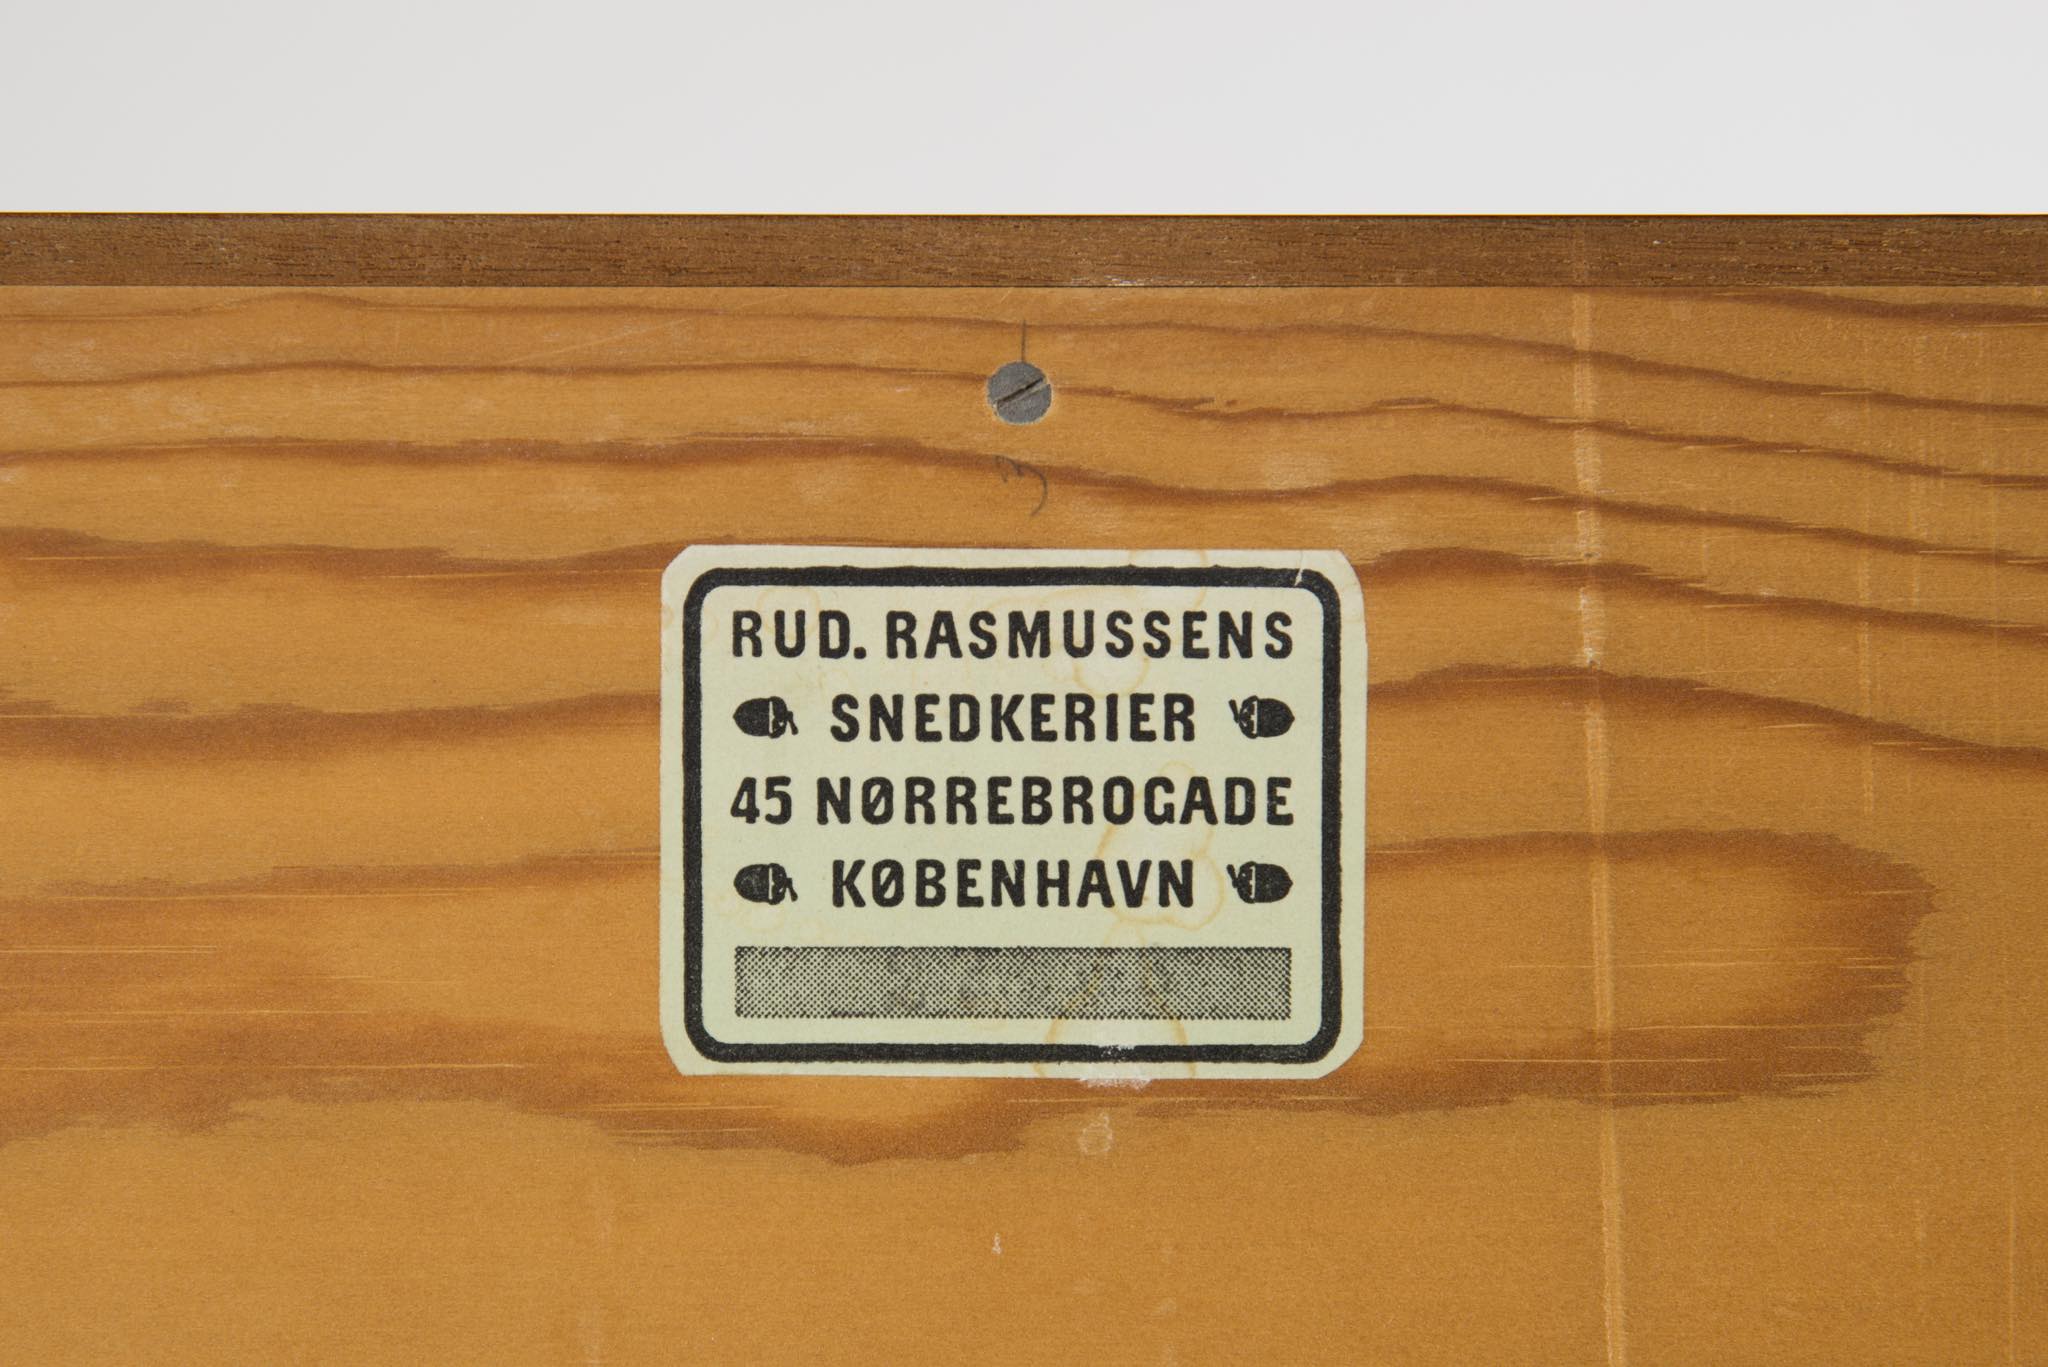 RUD. RASMUSSENS
SNEDKERIER
45 NØRREBROGADE
KØBENHAVN